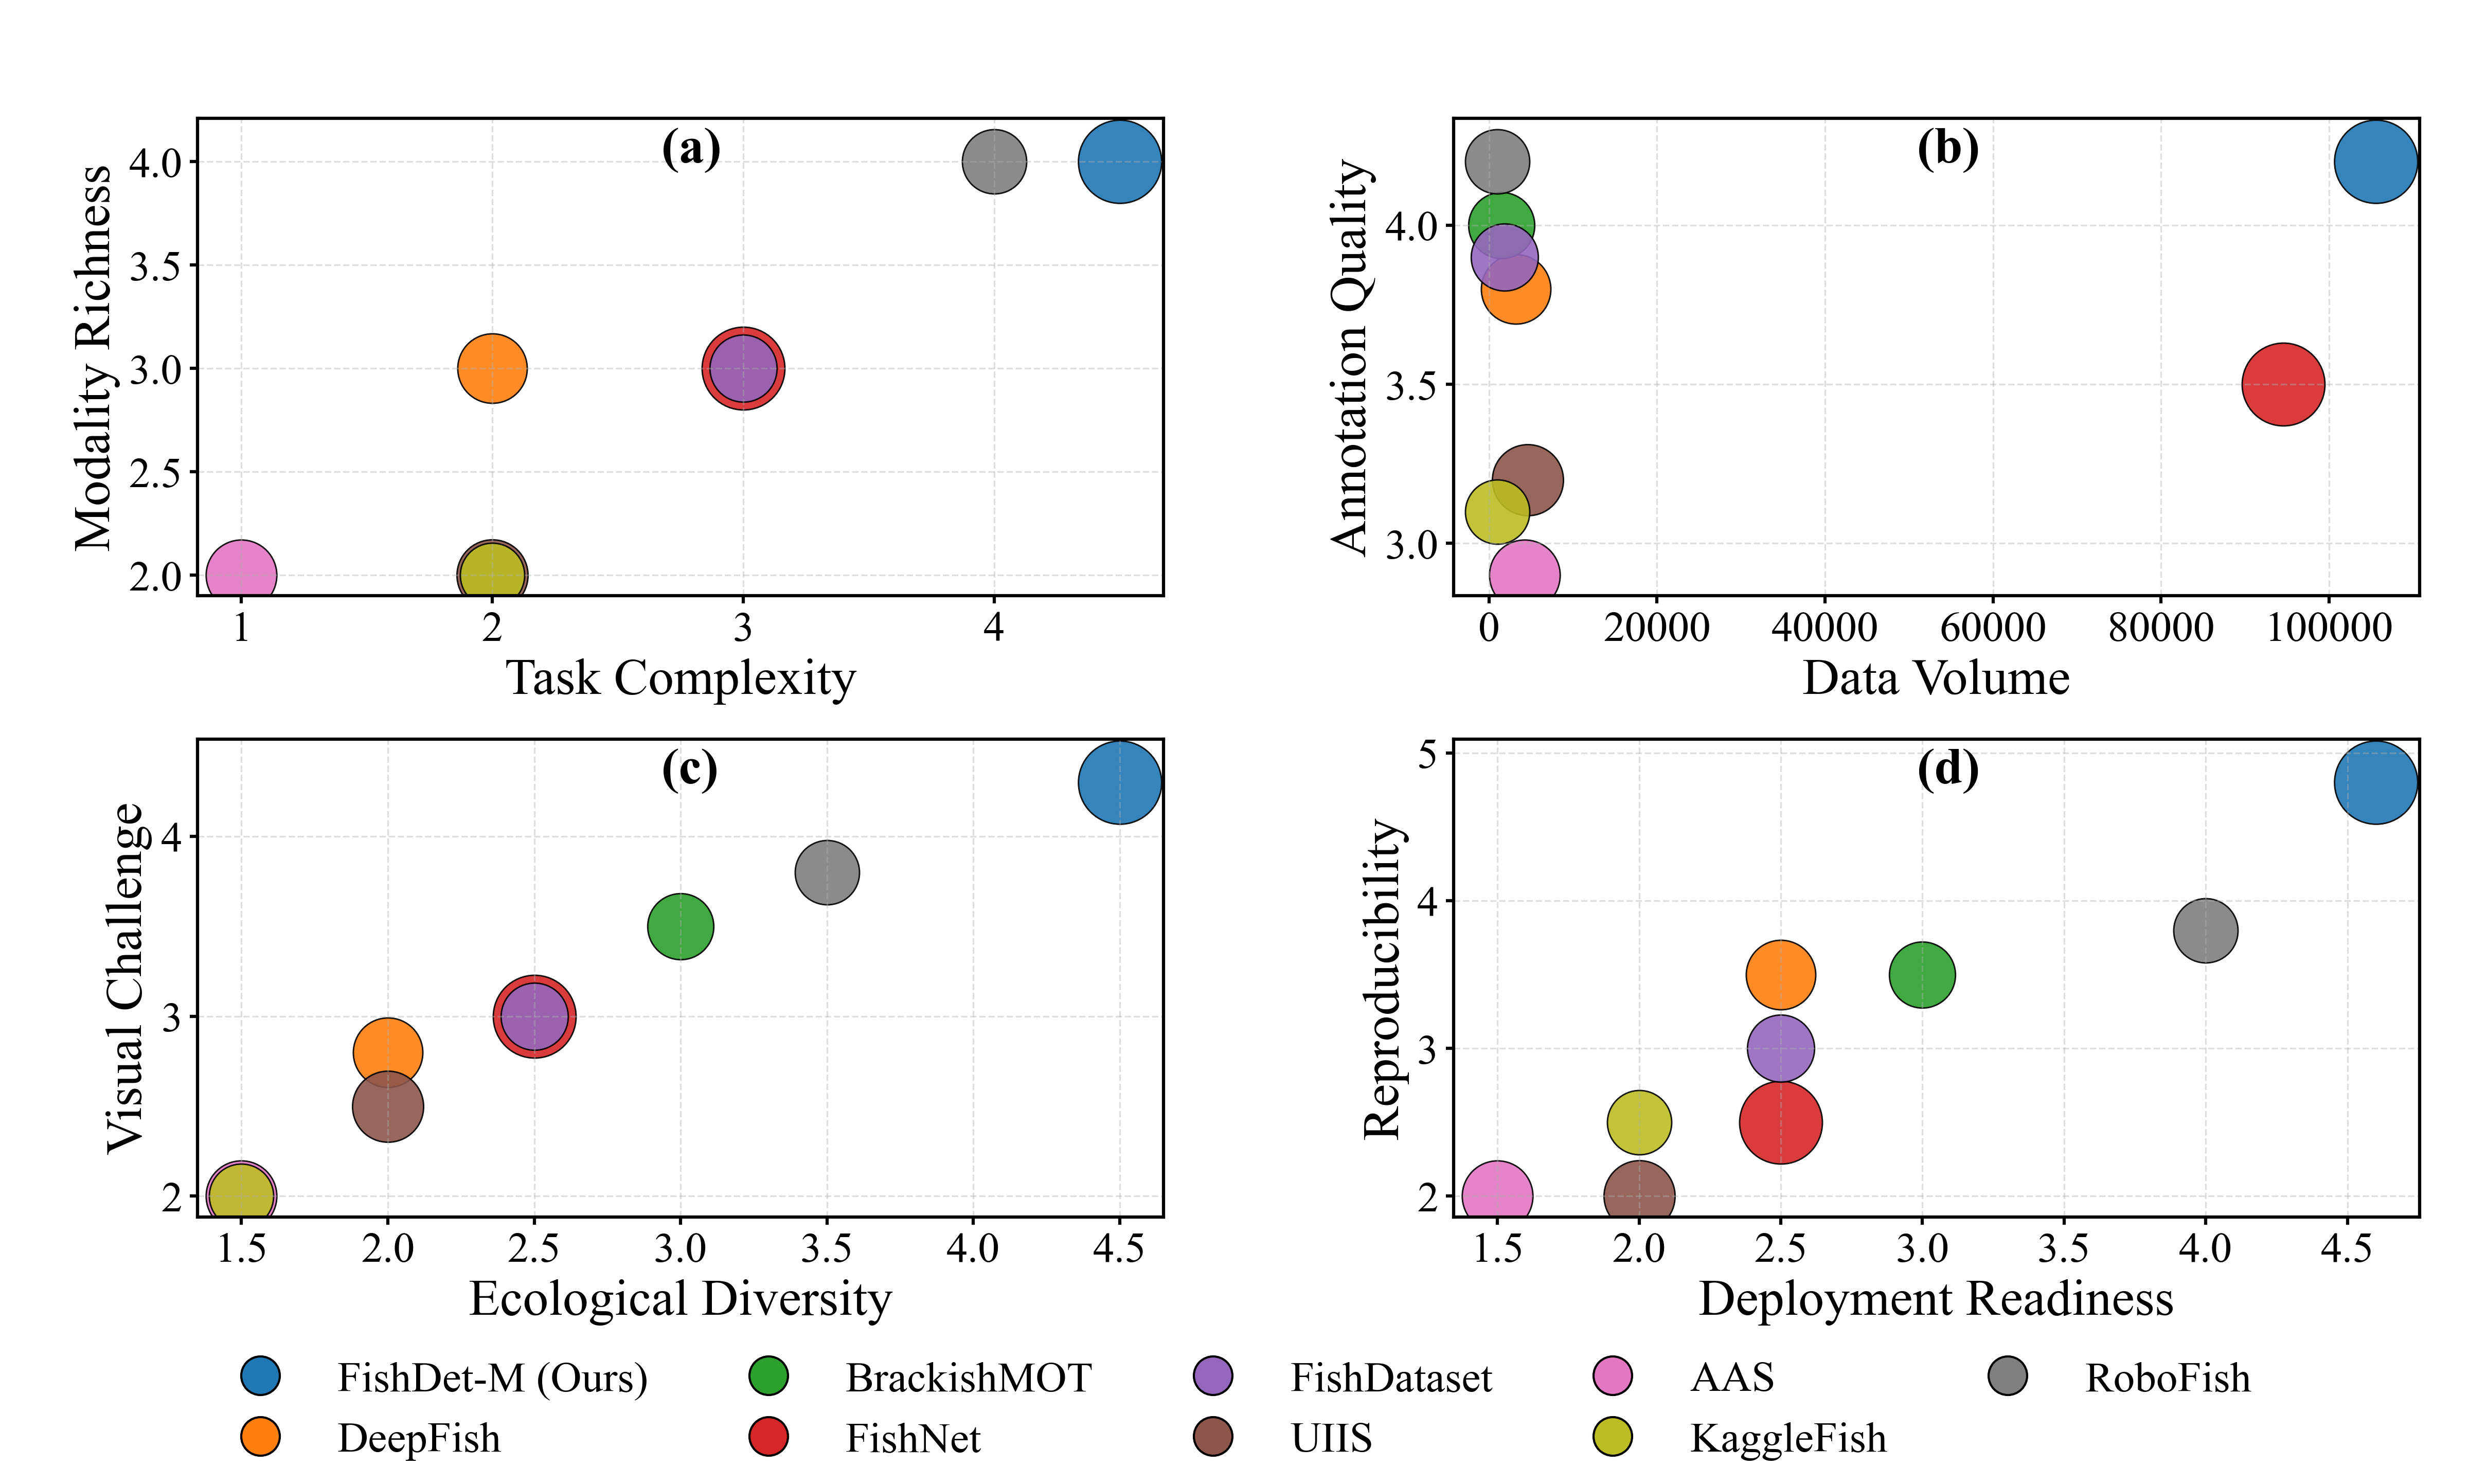 (a)
Modality Richness
4.0
3.5
3.0
2.5
2.0
1 2 3 4
Task Complexity
(b)
Annotation Quality
4.0
3.5
3.0
0 20000 40000 60000 80000 100000
Data Volume
(c)
Visual Challenge
4
3
2
1.5 2.0 2.5 3.0 3.5 4.0 4.5
Ecological Diversity
(d)
Reproducibility
5
4
3
2
1.5 2.0 2.5 3.0 3.5 4.0 4.5
Deployment Readiness
FishDet-M (Ours) BrackishMOT FishDataset AAS RoboFish
DeepFish FishNet UIIS KaggleFish